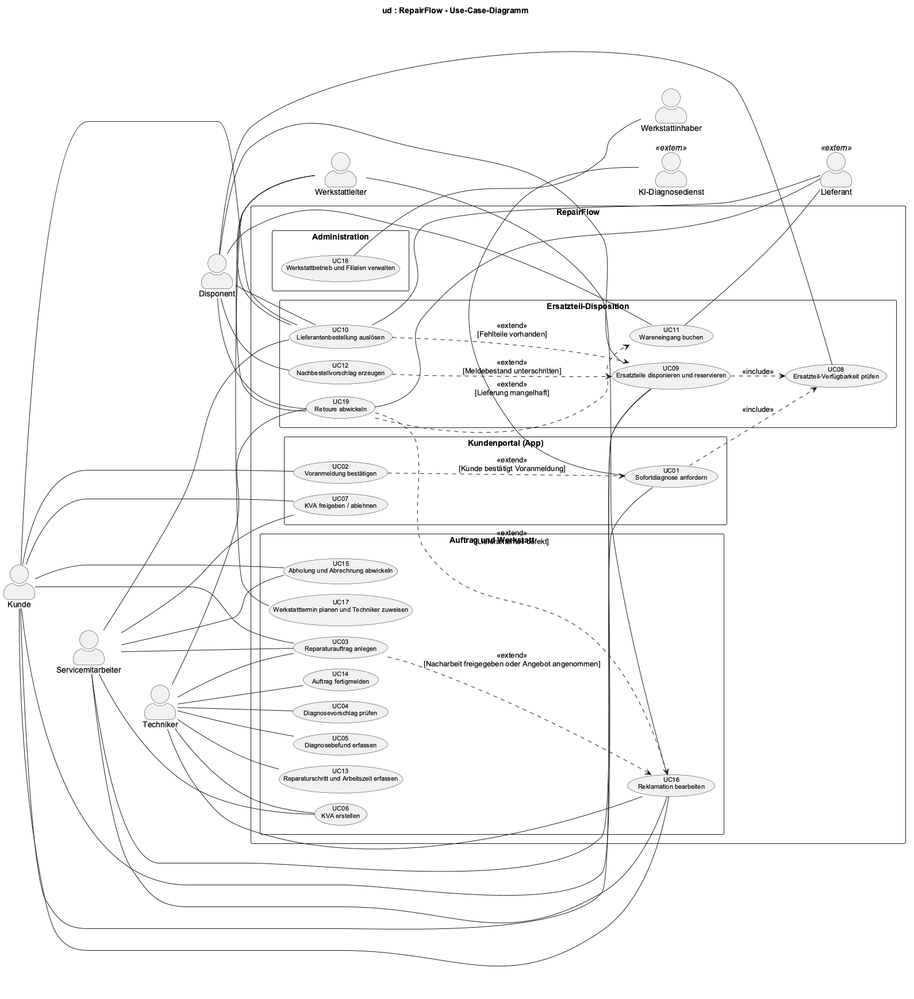 ud : RepairFlow - Use-Case-Diagramm
Werkstattinhaber
«extern»
KI-Diagnosedienst
«extern»
Lieferant
Werkstattleiter
RepairFlow
Administration
UC18
Werkstattbetrieb und Filialen verwalten
Disponent
Ersatzteil-Disposition
UC10
Lieferantenbestellung auslösen
«extend»
[Fehlteile vorhanden]
UC11
Wareneingang buchen
UC12
Nachbestellvorschlag erzeugen
«extend»
[Meldebestand unterschritten]
UC09
Ersatzteile disponieren und reservieren
«include»
UC08
Ersatzteil-Verfügbarkeit prüfen
«extend»
[Lieferung mangelhaft]
UC19
Retoure abwickeln
«include»
Kundenportal (App)
UC02
Voranmeldung bestätigen
«extend»
[Kunde bestätigt Voranmeldung]
UC01
Sofortdiagnose anfordern
UC07
KVA freigeben / ablehnen
«extend»
[Lieferantenteil defekt]
Auftrag und Werkstatt
UC15
Abholung und Abrechnung abwickeln
Kunde
UC17
Werkstatttermin planen und Techniker zuweisen
UC03
Reparaturauftrag anlegen
«extend»
[Nacharbeit freigegeben oder Angebot angenommen]
Servicemitarbeiter
UC14
Auftrag fertigmelden
UC04
Diagnosevorschlag prüfen
Techniker
UC05
Diagnosebefund erfassen
UC13
Reparaturschritt und Arbeitszeit erfassen
UC16
Reklamation bearbeiten
UC06
KVA erstellen